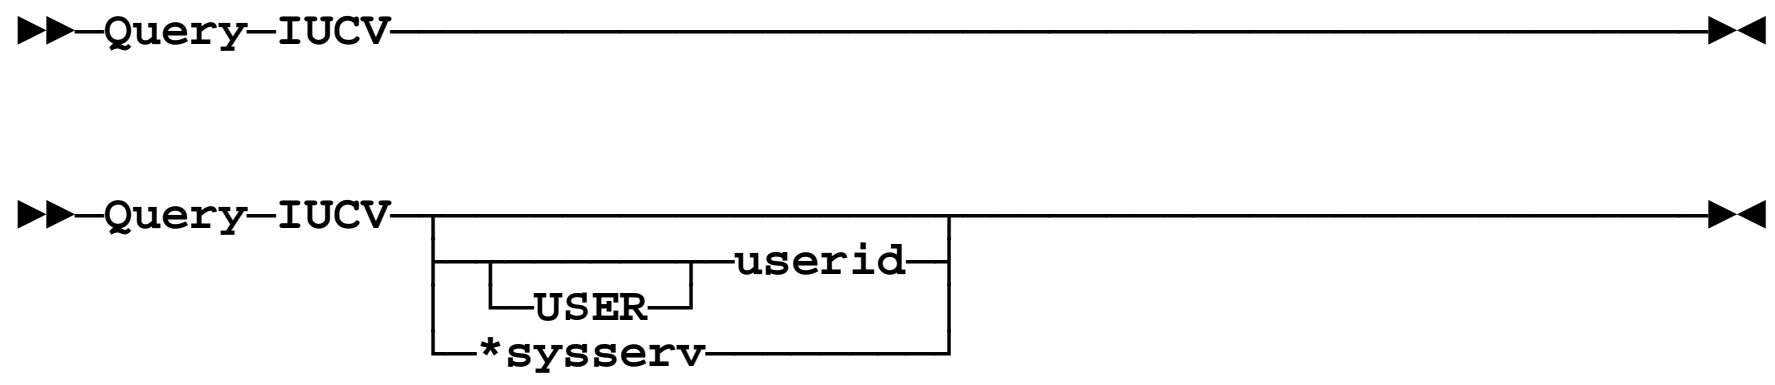 Query IUCV
Query IUCV
userid
USER
*sysserv